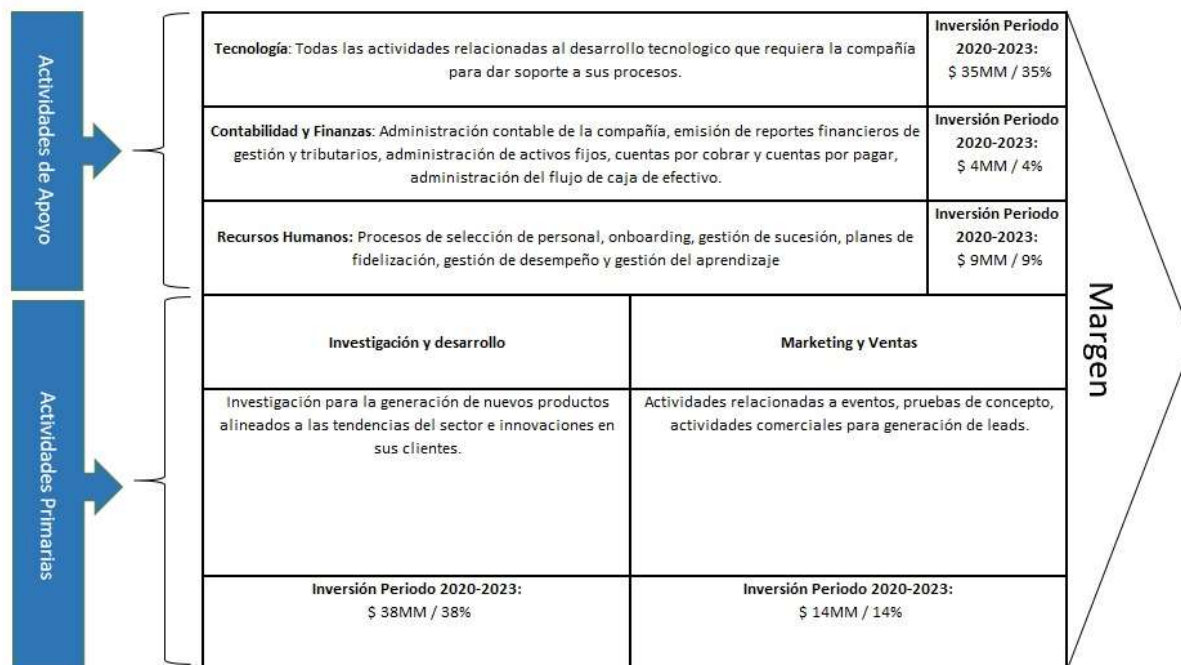 Actividades de Apoyo
Tecnología: Todas las actividades relacionadas al desarrollo tecnologico que requiera la compañía
para dar soporte a sus procesos.
Inversión Periodo
2020-2023:
$ 35MM / 35%
Contabilidad y Finanzas: Administración contable de la compañía, emisión de reportes financieros de
gestión y tributarios, administración de activos fijos, cuentas por cobrar y cuentas por pagar,
administración del flujo de caja de efectivo.
Inversión Periodo
2020-2023:
$ 4MM / 4%
Recursos Humanos: Procesos de selección de personal, onboarding, gestión de sucesión, planes de
fidelización, gestión de desempeño y gestión del aprendizaje
Inversión Periodo
2020-2023:
$ 9MM / 9%
Margen
Actividades Primarias
Investigación y desarrollo
Marketing y Ventas
Investigación para la generación de nuevos productos
alineados a las tendencias del sector e innovaciones en
sus clientes.
Actividades relacionadas a eventos, pruebas de concepto,
actividades comerciales para generación de leads.
Inversión Periodo 2020-2023:
$ 38MM / 38%
Inversión Periodo 2020-2023:
$ 14MM / 14%